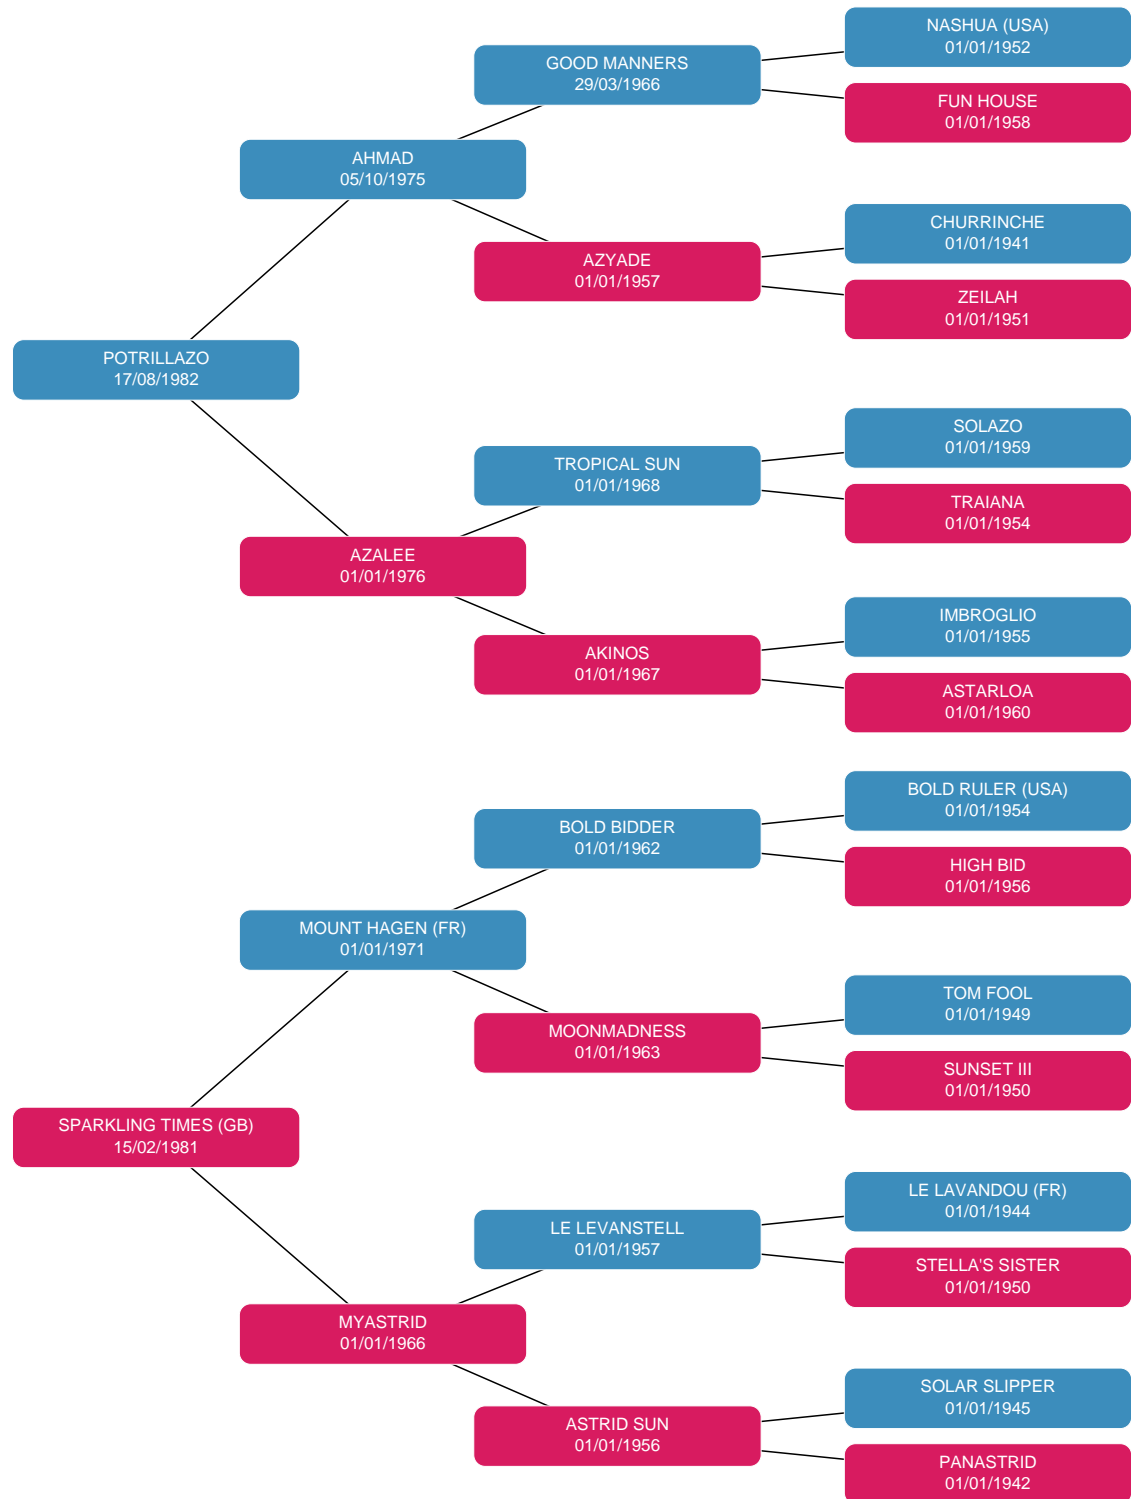 NASHUA (USA)
01/01/1952
GOOD MANNERS
29/03/1966
FUN HOUSE
01/01/1958
AHMAD
05/10/1975
CHURRINCHE
01/01/1941
AZYADE
01/01/1957
ZEILAH
01/01/1951
POTRILLAZO
17/08/1982
SOLAZO
01/01/1959
TROPICAL SUN
01/01/1968
TRAIANA
01/01/1954
AZALEE
01/01/1976
IMBROGLIO
01/01/1955
AKINOS
01/01/1967
ASTARLOA
01/01/1960
BOLD RULER (USA)
01/01/1954
BOLD BIDDER
01/01/1962
HIGH BID
01/01/1956
MOUNT HAGEN (FR)
01/01/1971
TOM FOOL
01/01/1949
MOONMADNESS
01/01/1963
SUNSET III
01/01/1950
SPARKLING TIMES (GB)
15/02/1981
LE LAVANDOU (FR)
01/01/1944
LE LEVANSTELL
01/01/1957
STELLA'S SISTER
01/01/1950
MYASTRID
01/01/1966
SOLAR SLIPPER
01/01/1945
ASTRID SUN
01/01/1956
PANASTRID
01/01/1942